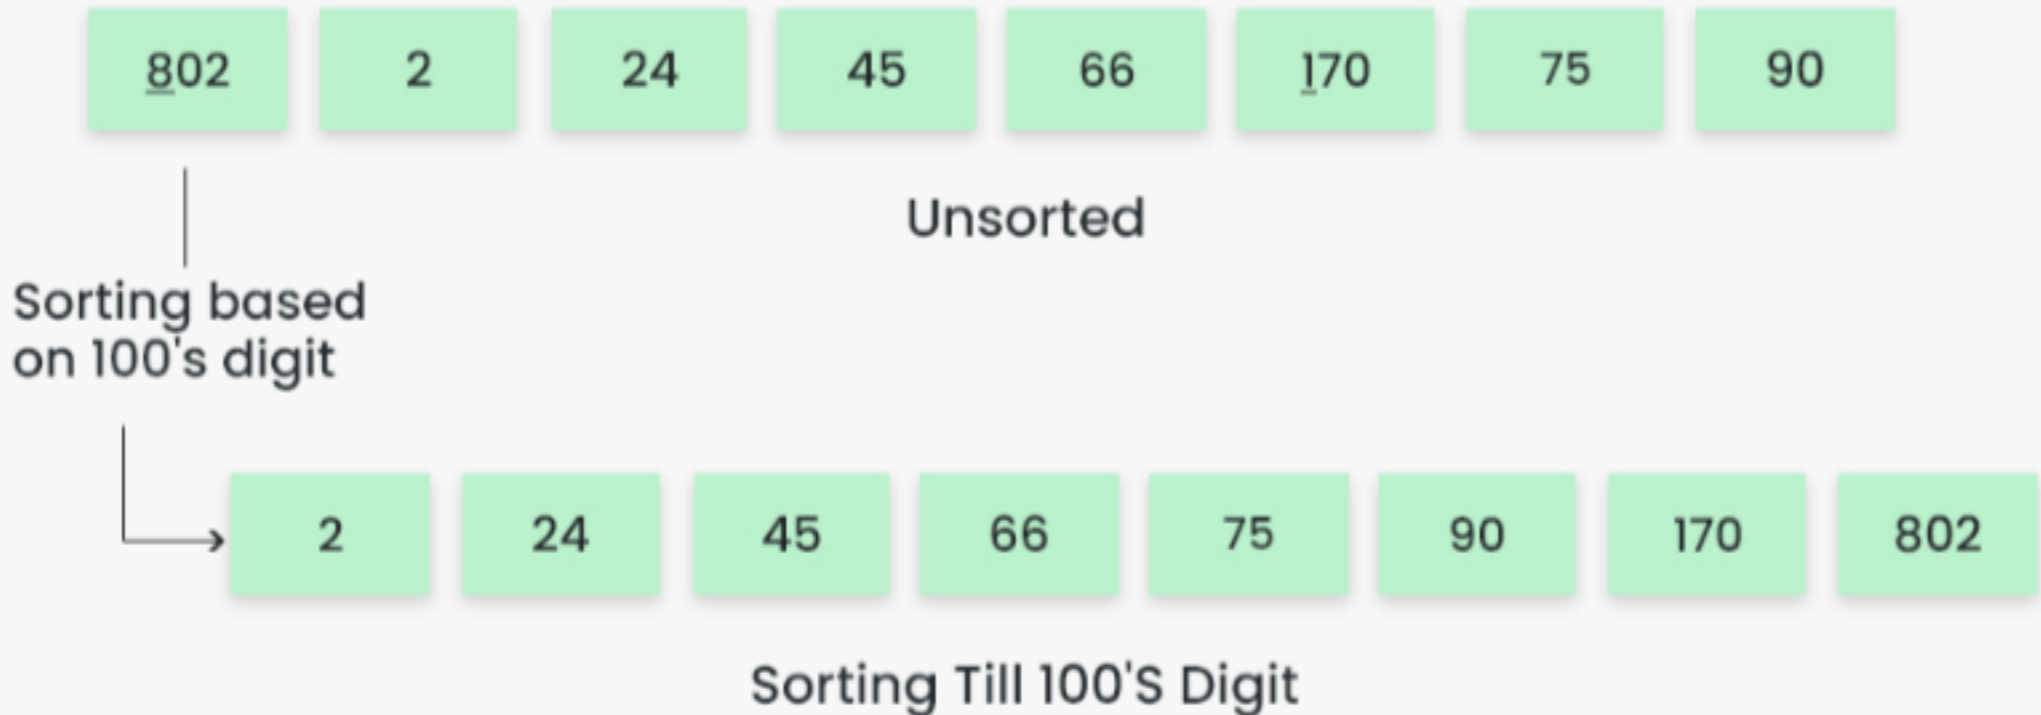 802 2 24 45 66 170 75 90
Unsorted
Sorting based
on 100's digit
2 24 45 66 75 90 170 802
Sorting Till 100'S Digit